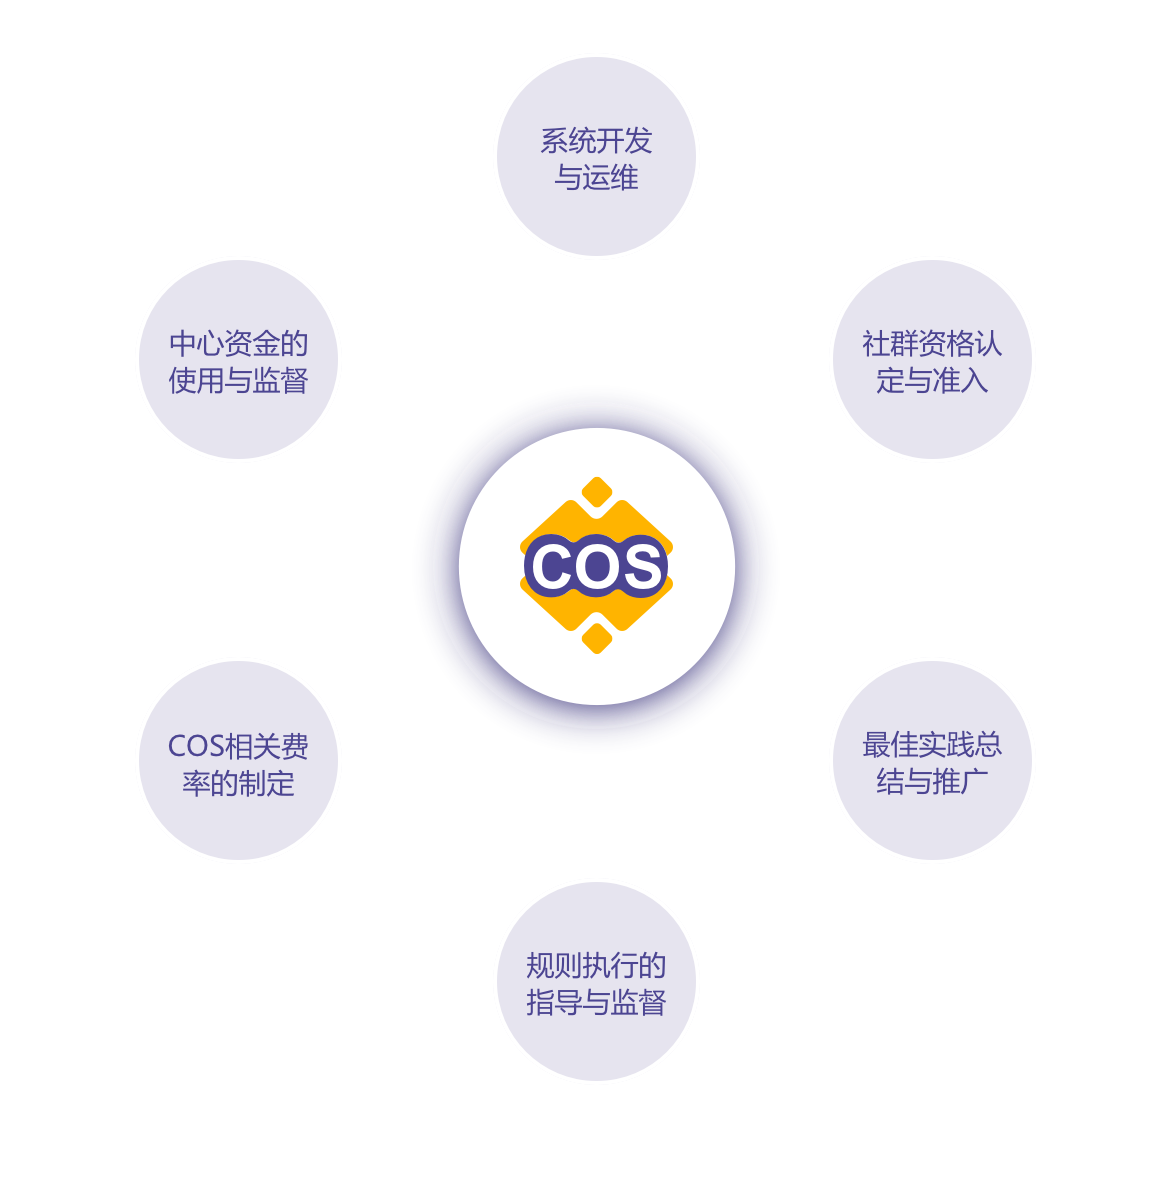 系统开发
与运维
中心资金的
使用与监督
社群资格认
定与准入
COS
COS相关费
率的制定
最佳实践总
结与推广
规则执行的
指导与监督